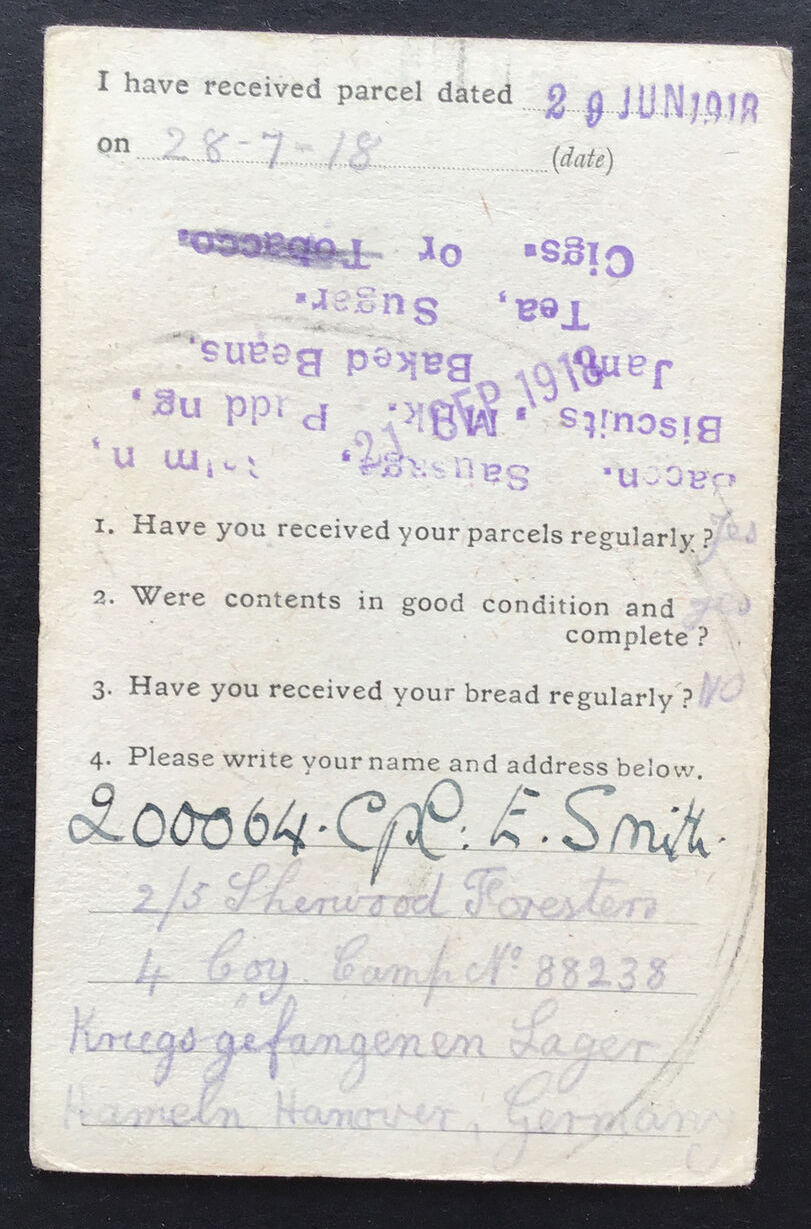 I have received parcel dated 29 JUN 1918
on 28-7-18 (date)
Bacon. Sausage.
Biscuits. Mlk.
Jam, Baked Beans,
Tea, Sugar.
Cigs. or Tobacco.
21 SEP 1918
1. Have you received your parcels regularly? Yes
2. Were contents in good condition and yes
complete?
3. Have you received your bread regularly? NO
4. Please write your name and address below.
200064. Cpl: E. Smith.
2/5 Sherwood Foresters
4 Coy. Camp No 88238
Kriegsgefangenen Lager
Hameln Hanover, Germany